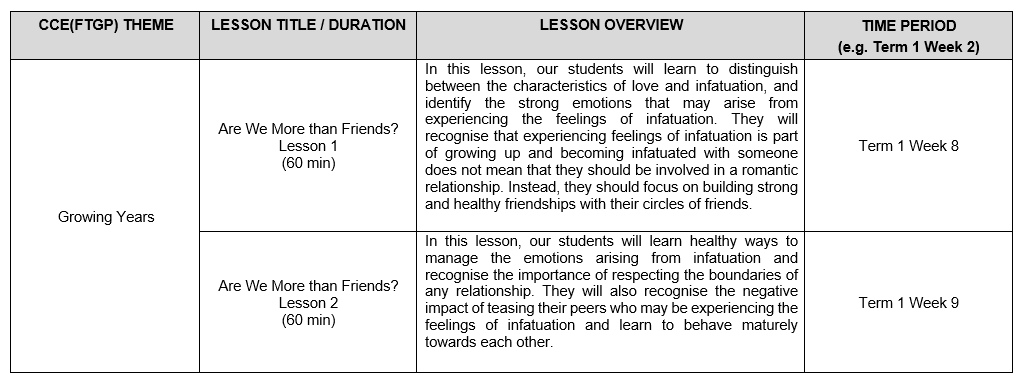 CCE(FTGP) THEME
LESSON TITLE / DURATION
LESSON OVERVIEW
TIME PERIOD
(e.g. Term 1 Week 2)
Growing Years
Are We More than Friends?
Lesson 1
(60 min)
In this lesson, our students will learn to distinguish
between the characteristics of love and infatuation, and
identify the strong emotions that may arise from
experiencing the feelings of infatuation. They will
recognise that experiencing feelings of infatuation is part
of growing up and becoming infatuated with someone
does not mean that they should be involved in a romantic
relationship. Instead, they should focus on building strong
and healthy friendships with their circles of friends.
Term 1 Week 8
Are We More than Friends?
Lesson 2
(60 min)
In this lesson, our students will learn healthy ways to
manage the emotions arising from infatuation and
recognise the importance of respecting the boundaries of
any relationship. They will also recognise the negative
impact of teasing their peers who may be experiencing the
feelings of infatuation and learn to behave maturely
towards each other.
Term 1 Week 9